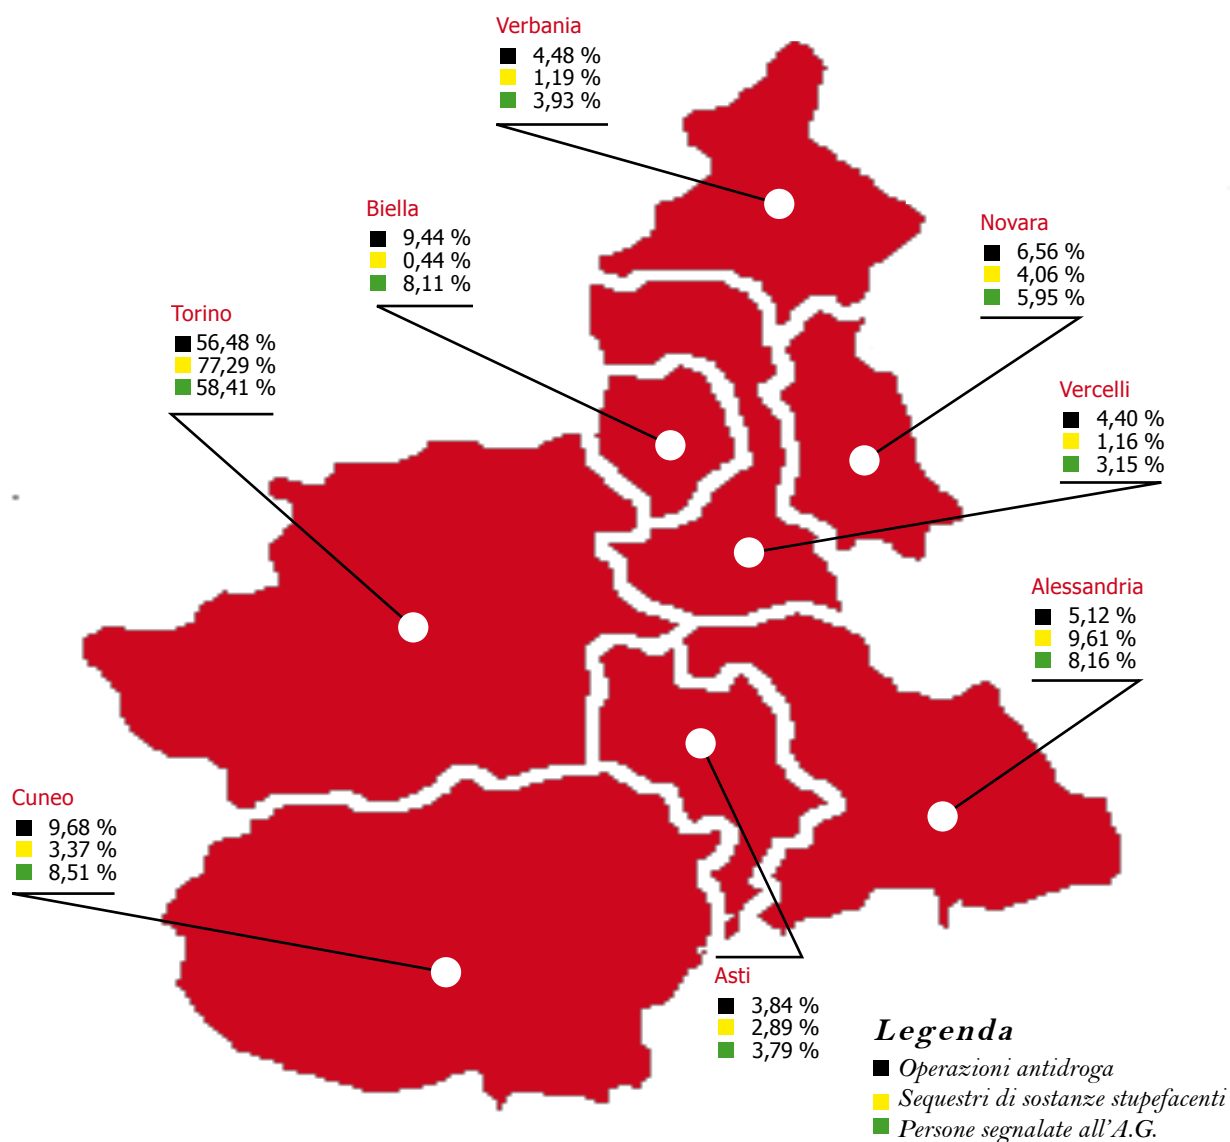 Verbania
4,48 %
1,19 %
3,93 %
Biella
9,44 %
0,44 %
8,11 %
Novara
6,56 %
4,06 %
5,95 %
Torino
56,48 %
77,29 %
58,41 %
Vercelli
4,40 %
1,16 %
3,15 %
Alessandria
5,12 %
9,61 %
8,16 %
Cuneo
9,68 %
3,37 %
8,51 %
Asti
3,84 %
2,89 %
3,79 %
Legenda
Operazioni antidroga
Sequestri di sostanze stupefacenti
Persone segnalate all'A.G.